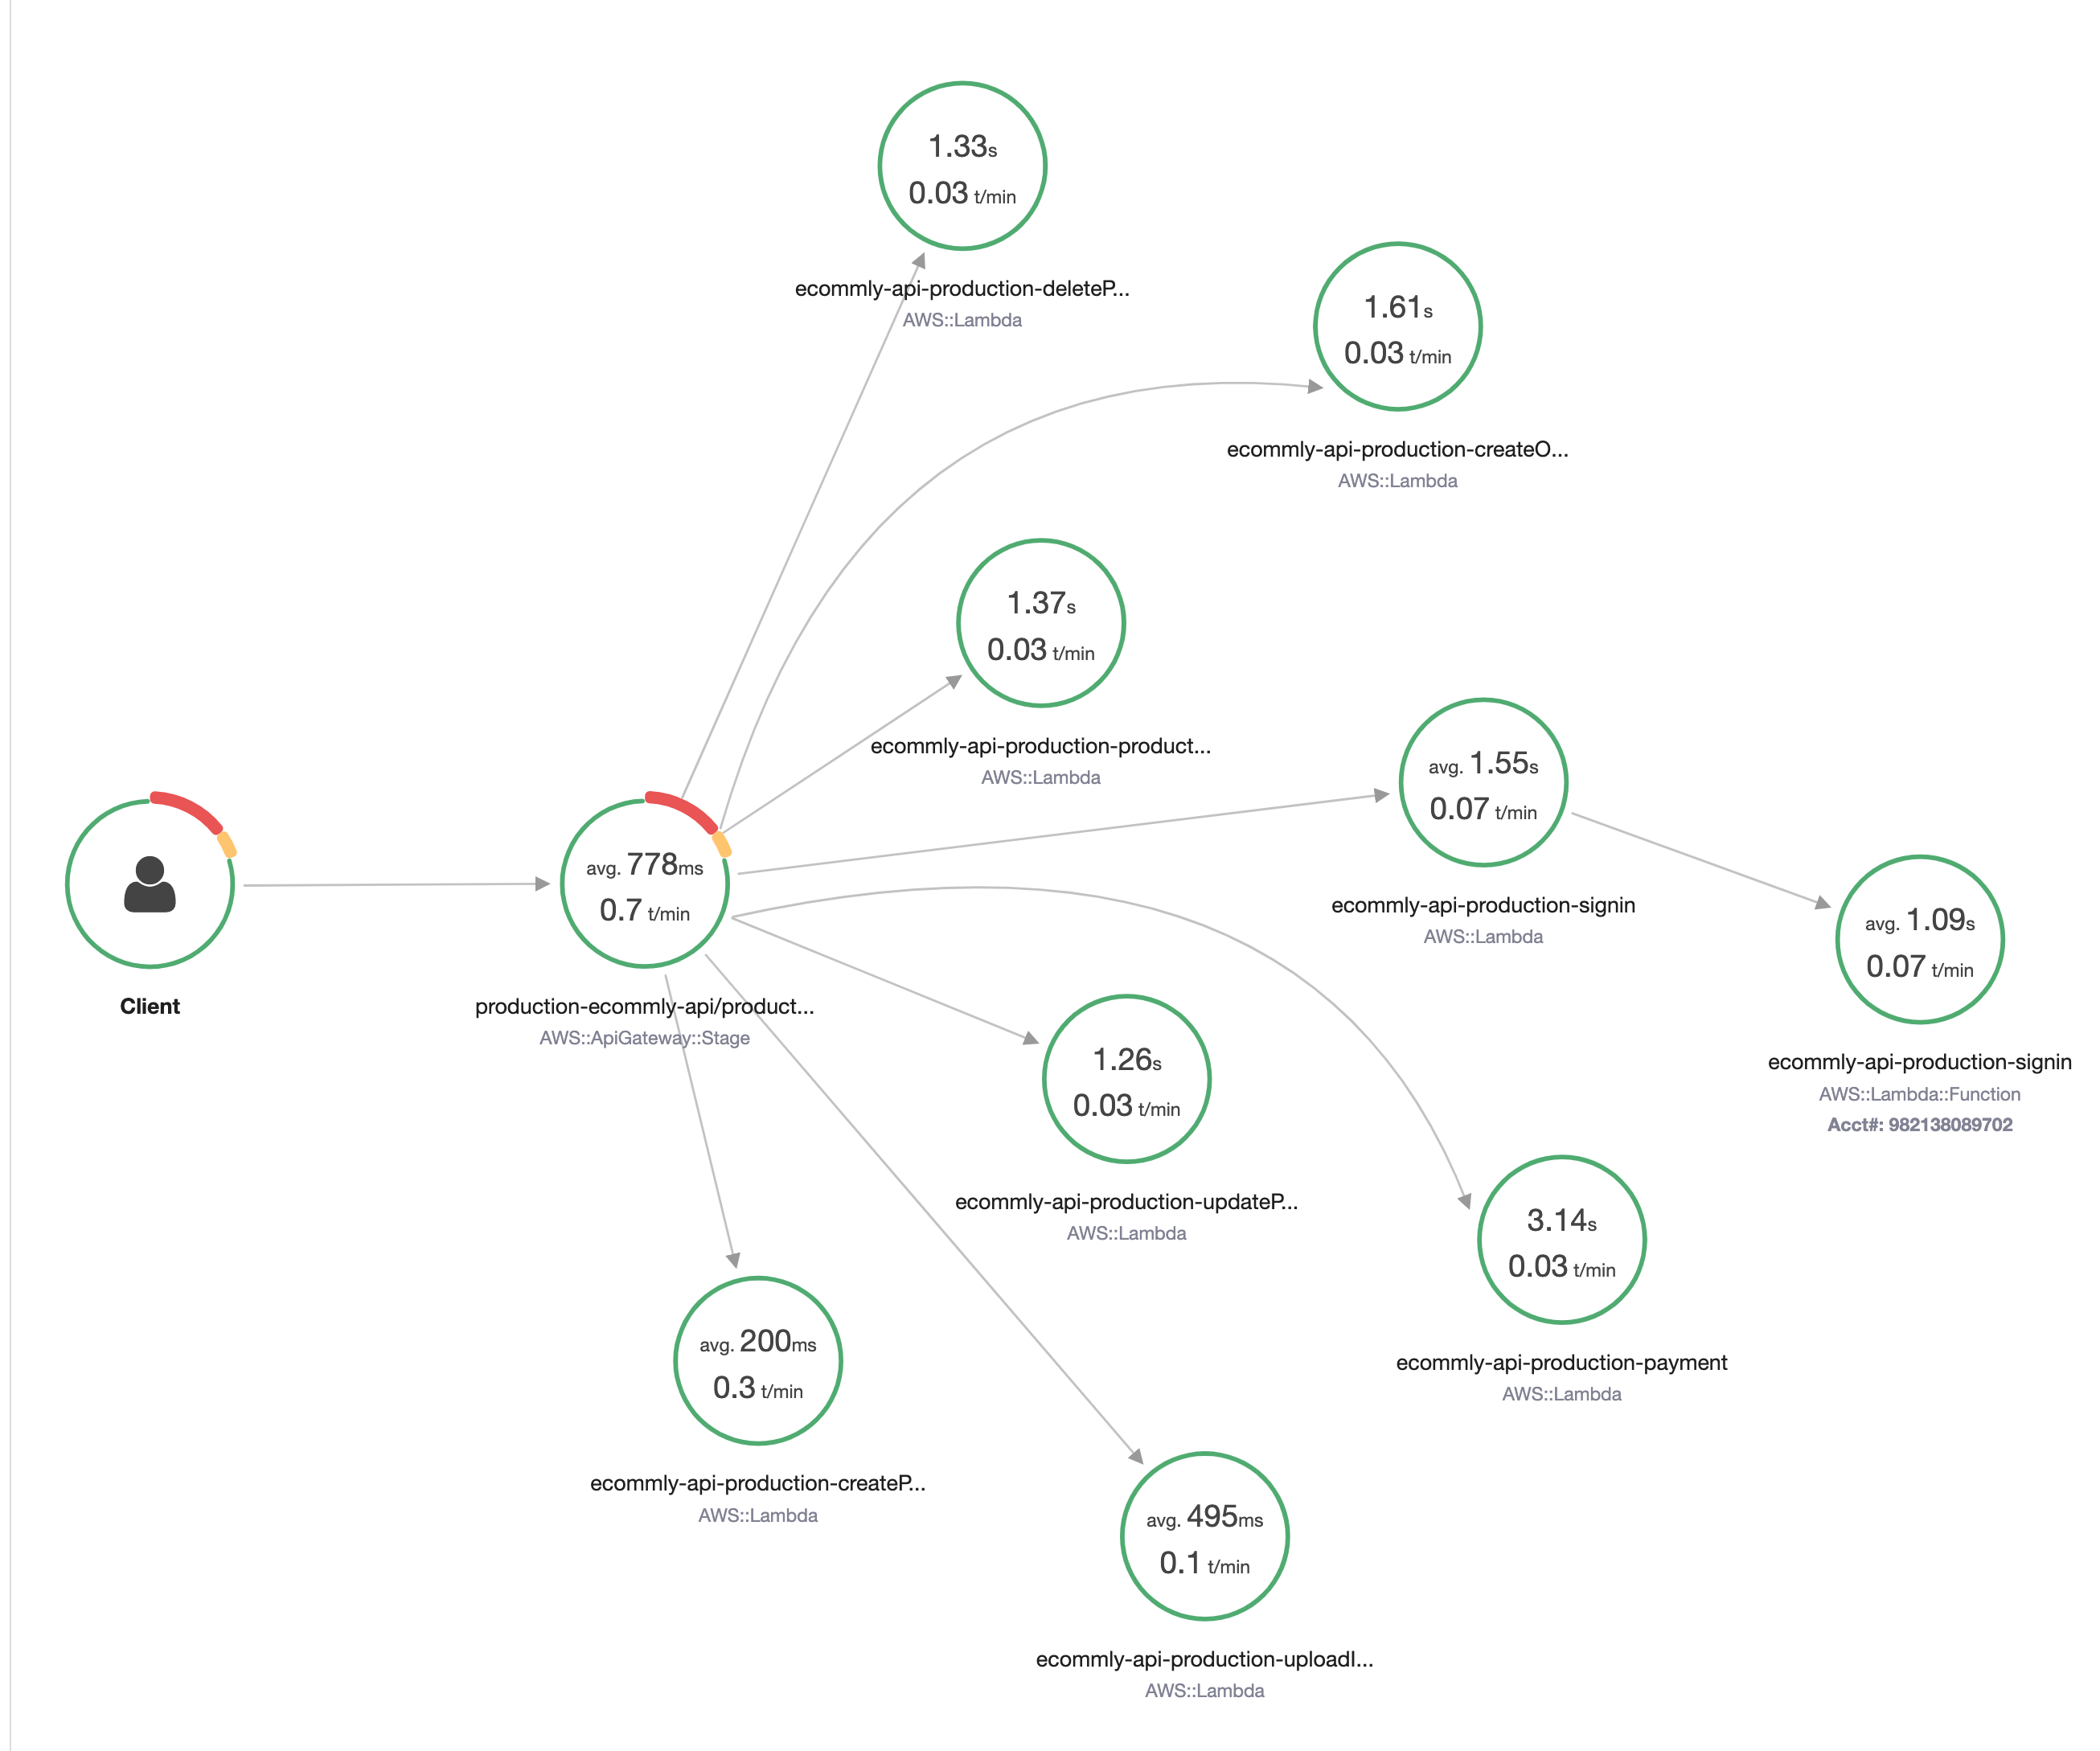 1.33s
0.03 t/min
ecommly-api-production-deleteP...
AWS::Lambda
1.61s
0.03 t/min
ecommly-api-production-createO...
AWS::Lambda
1.37s
0.03 t/min
ecommly-api-production-product...
AWS::Lambda
avg. 1.55s
0.07 t/min
ecommly-api-production-signin
AWS::Lambda
Client
avg. 778ms
0.7 t/min
production-ecommly-api/product...
AWS::ApiGateway::Stage
avg. 1.09s
0.07 t/min
ecommly-api-production-signin
AWS::Lambda::Function
Acct#: 982138089702
1.26s
0.03 t/min
ecommly-api-production-updateP...
AWS::Lambda
3.14s
0.03 t/min
ecommly-api-production-payment
AWS::Lambda
avg. 200ms
0.3 t/min
ecommly-api-production-createP...
AWS::Lambda
avg. 495ms
0.1 t/min
ecommly-api-production-uploadI...
AWS::Lambda